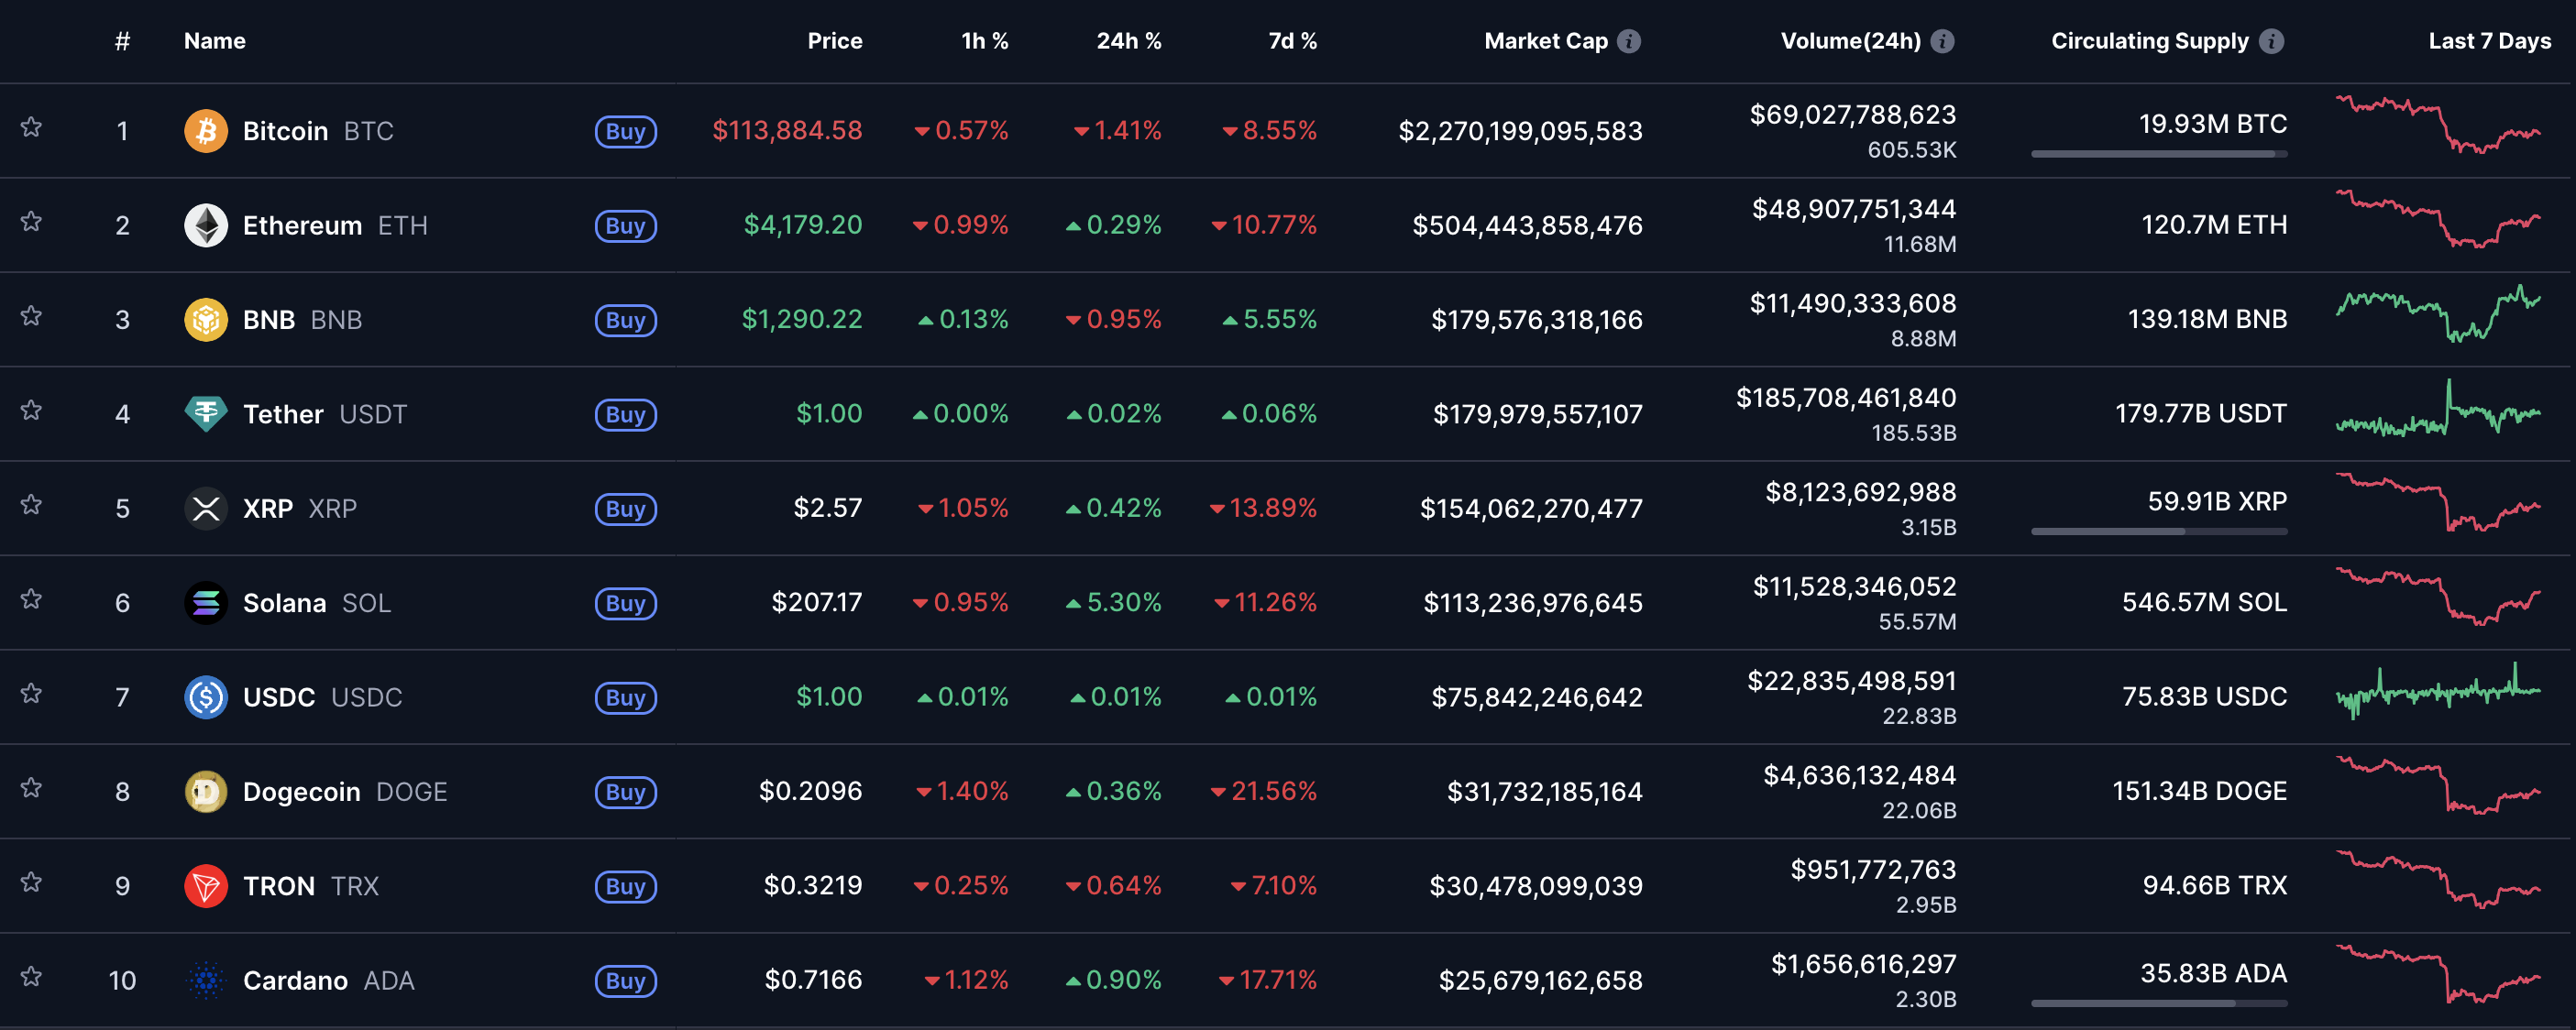 # Name Price 1h % 24h % 7d % Market Cap Volume(24h) Circulating Supply Last 7 Days
1 Bitcoin BTC Buy $113,884.58 0.57% 1.41% 8.55% $2,270,199,095,583 $69,027,788,623 19.93M BTC
605.53K
2 Ethereum ETH Buy $4,179.20 0.99% 0.29% 10.77% $504,443,858,476 $48,907,751,344 120.7M ETH
11.68M
3 BNB BNB Buy $1,290.22 0.13% 0.95% 5.55% $179,576,318,166 $11,490,333,608 139.18M BNB
8.88M
4 Tether USDT Buy $1.00 0.00% 0.02% 0.06% $179,979,557,107 $185,708,461,840 179.77B USDT
185.53B
5 XRP XRP Buy $2.57 1.05% 0.42% 13.89% $154,062,270,477 $8,123,692,988 59.91B XRP
3.15B
6 Solana SOL Buy $207.17 0.95% 5.30% 11.26% $113,236,976,645 $11,528,346,052 546.57M SOL
55.57M
7 USDC USDC Buy $1.00 0.01% 0.01% 0.01% $75,842,246,642 $22,835,498,591 75.83B USDC
22.83B
8 Dogecoin DOGE Buy $0.2096 1.40% 0.36% 21.56% $31,732,185,164 $4,636,132,484 151.34B DOGE
22.06B
9 TRON TRX Buy $0.3219 0.25% 0.64% 7.10% $30,478,099,039 $951,772,763 94.66B TRX
2.95B
10 Cardano ADA Buy $0.7166 1.12% 0.90% 17.71% $25,679,162,658 $1,656,616,297 35.83B ADA
2.30B